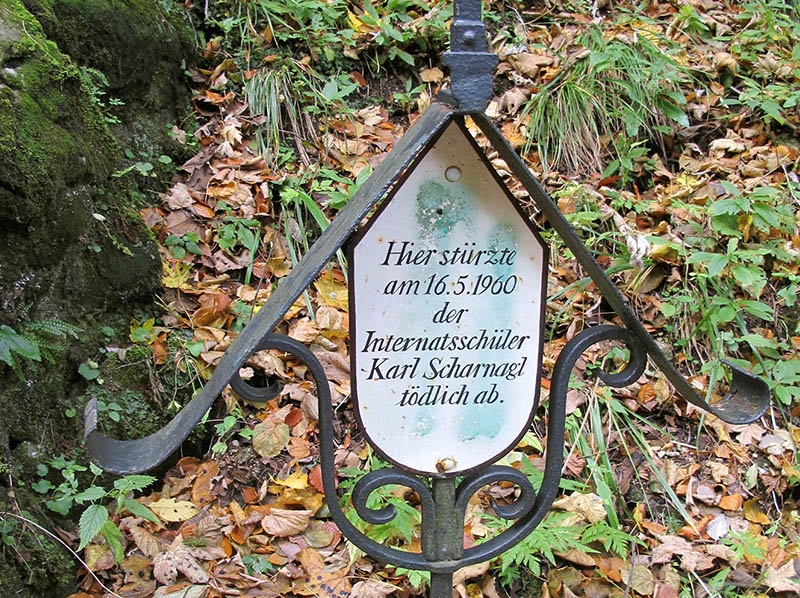 Hier stürzte
am 16.5.1960
der
Internatsschüler
Karl Scharnagl
tödlich ab.